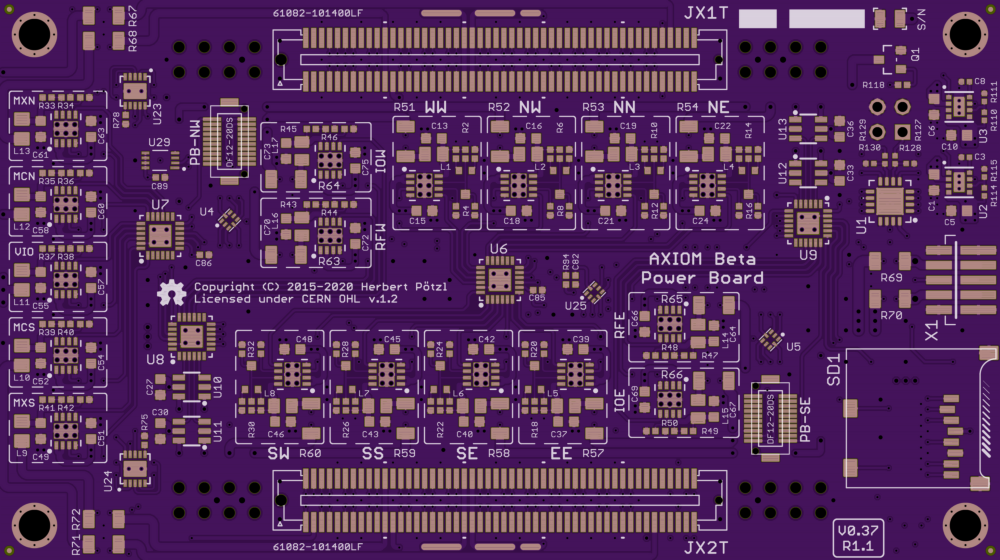 61082-101400LF
JX1T
S/N
R67
R68
Q1
R118
C8
R111
R110
C6
U3
C10
R129
R127
R130
R128
C3
R115
R114
C1
U2
C5
U1
MXN
R33 R34
C63
L13 C61
U23
R78
U29
C89
PB-NW
DF12-20DS
R45
R46
C73
L17
C75
R64
IOW
R43
R44
C70
L16
C72
R63
RFW
R51 WW
C13
R2
L1
R4
C15
R52 NW
C16
R6
L2
R8
C18
R53 NN
C19
R10
L3
R12
C21
R54 NE
C22
R14
L4
R16
C24
U13
C36
U12
C33
U9
MCN
R35 R36
C60
L12 C58
U7
C86
U4
VIO
R37 R38
C57
L11 C55
U6
C85
R94
C82
U25
AXIOM Beta
Power Board
Copyright (C) 2015-2020 Herbert Pötzl
Licensed under CERN OHL v.1.2
R69
R70
X1
RFE
R65
C66
C64
L14
R48
R47
U5
MCS
R39 R40
C54
L10 C52
U8
C27
U10
C30
U11
R75
MXS
R41 R42
C51
L9 C49
U24
R32
C48
L8
R30
C46
SW R60
R28
C45
L7
R26
C43
SS R59
R24
C42
L6
R22
C40
SE R58
R20
C39
L5
R18
C37
EE R57
IOE
R66
C69
L15
C67
R50
R49
PB-SE
DF12-20DS
SD1
R72
R71
61082-101400LF
JX2T
V0.37
R1.1